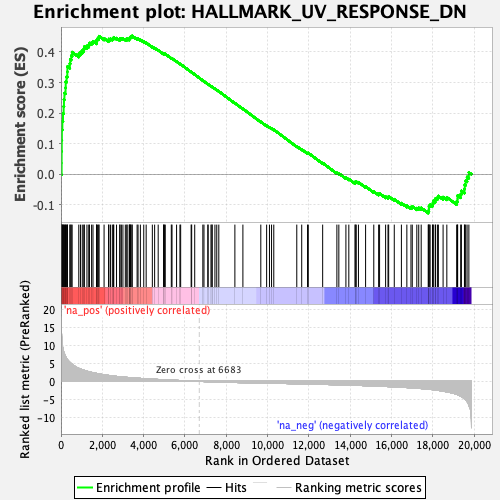 Enrichment plot: HALLMARK_UV_RESPONSE_DN
Enrichment score (ES)
0.4
0.3
0.2
0.1
0.0
-0.1
'na_pos' (positively correlated)
Ranked list metric (PreRanked)
20
15
10
5
0
-5
-10
Zero cross at 6683
'na_neg' (negatively correlated)
0
2,000
4,000
6,000
8,000
10,000
12,000
14,000
16,000
18,000
20,000
Rank in Ordered Dataset
Enrichment profile
Hits
Ranking metric scores